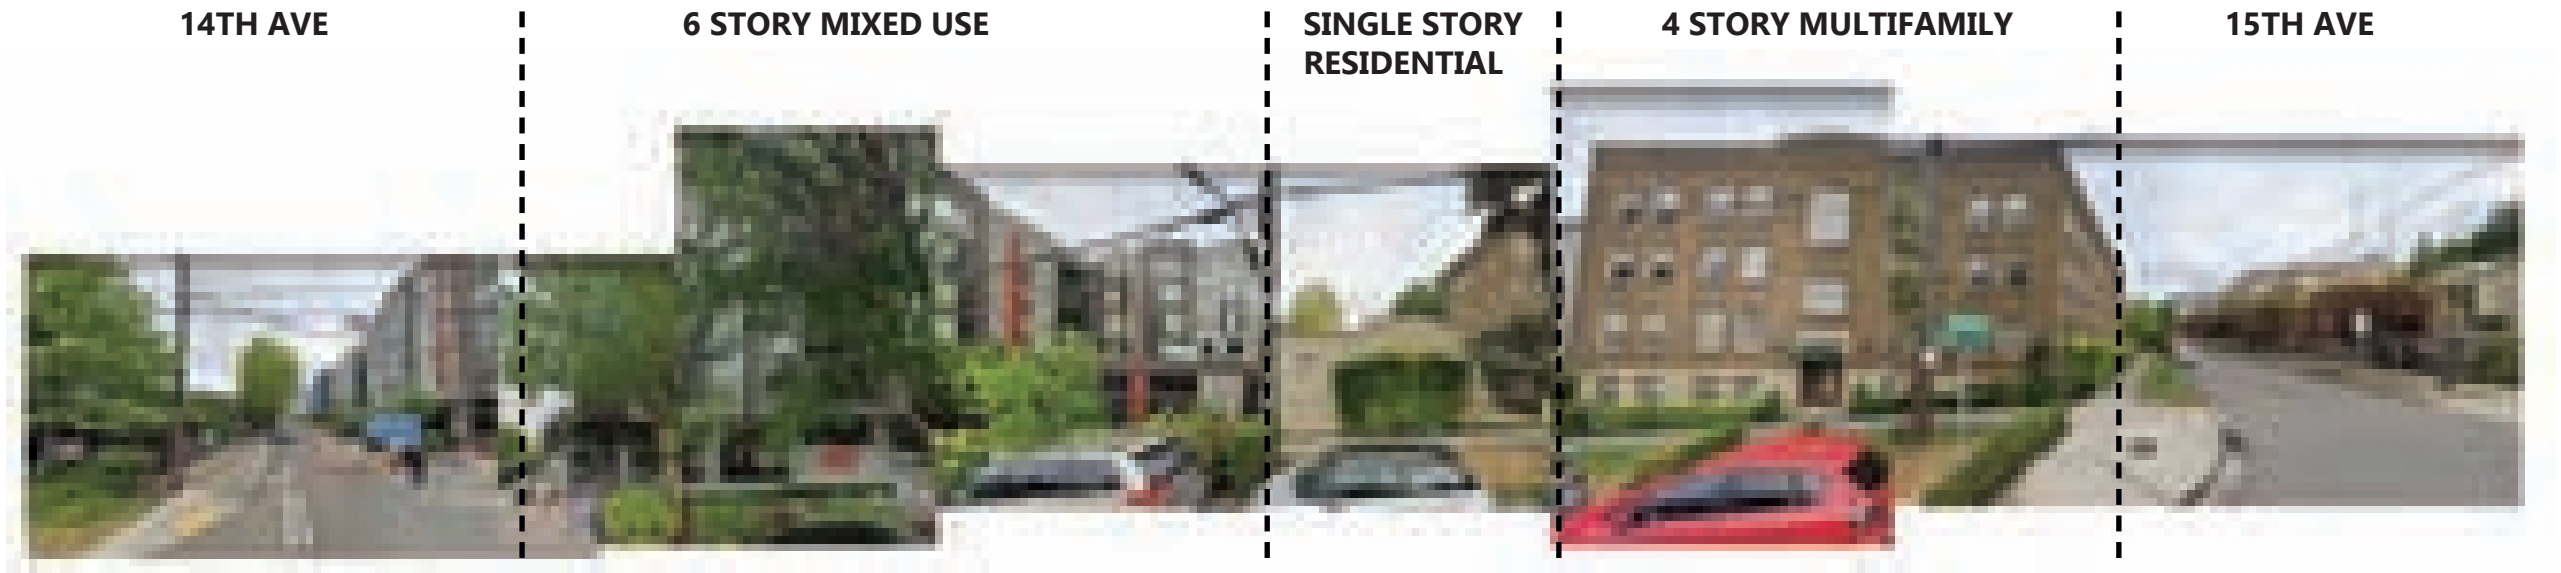 14TH AVE
6 STORY MIXED USE
SINGLE STORY
RESIDENTIAL
4 STORY MULTIFAMILY
15TH AVE